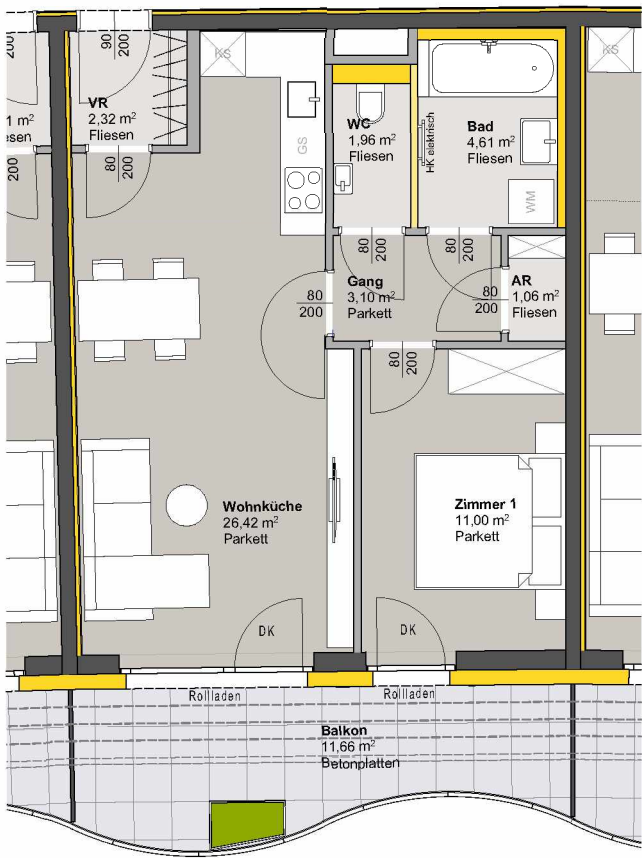 90
200
200
VR
2,32 m²
Fliesen
1 m²
esen
200
80
200
KS
GS
WC
1,96 m²
Fliesen
HK elektrisch
Bad
4,61 m²
Fliesen
WM
KS
80
200
80
200
Gang
3,10 m²
Parkett
80
200
80
200
AR
1,06 m²
Fliesen
80
200
Wohnküche
26,42 m²
Parkett
Zimmer 1
11,00 m²
Parkett
DK
DK
Rollladen
Rollladen
Balkon
11,66 m²
Betonplatten